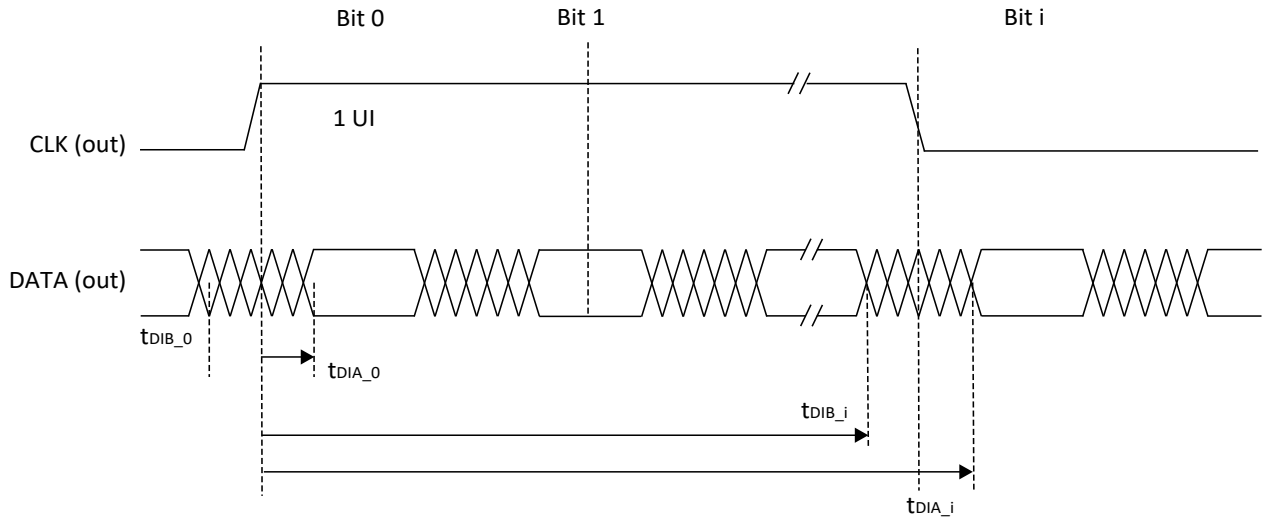 Bit 0 Bit 1 Bit i
1 UI
CLK (out)
DATA (out)
tDIB_0
tDIA_0
tDIB_i
tDIA_i